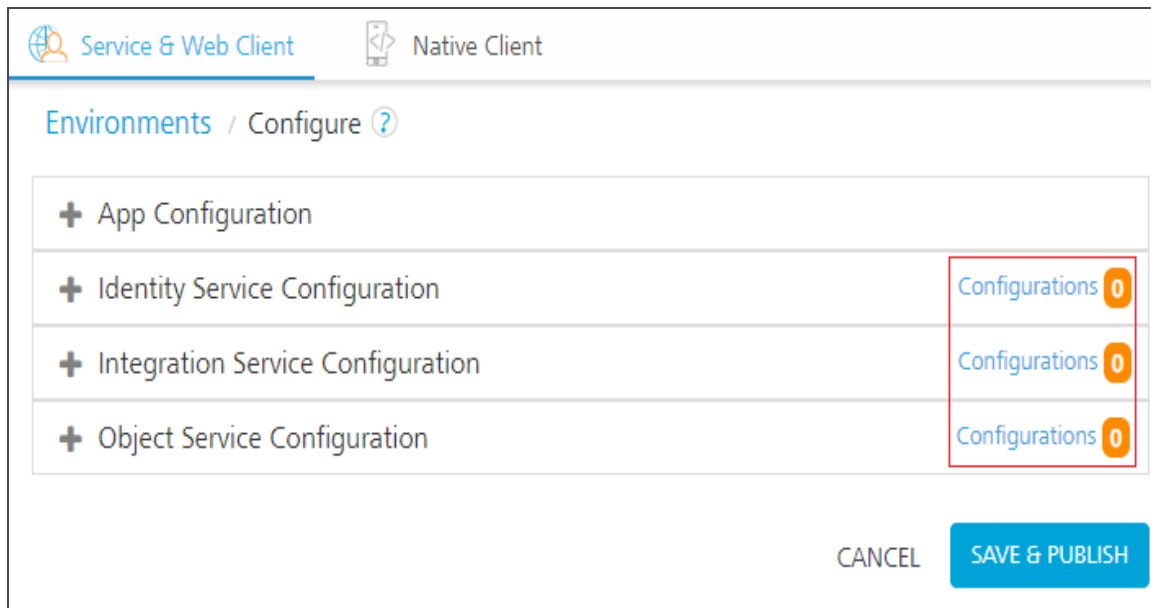 Service & Web Client Native Client
Environments / Configure ?
App Configuration
Identity Service Configuration Configurations 0
Integration Service Configuration Configurations 0
Object Service Configuration Configurations 0
CANCEL SAVE & PUBLISH